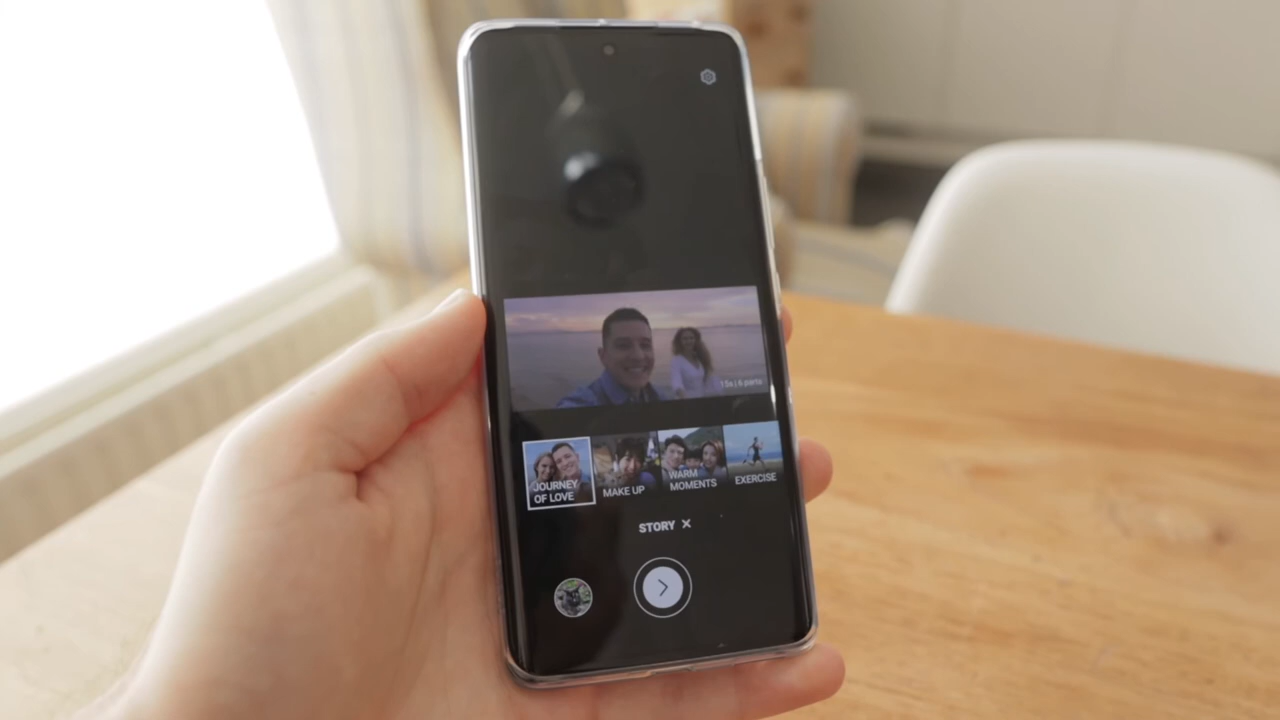 15s | 6 parts
JOURNEY
OF LOVE
MAKE UP
WARM
MOMENTS
EXERCISE
STORY ✕